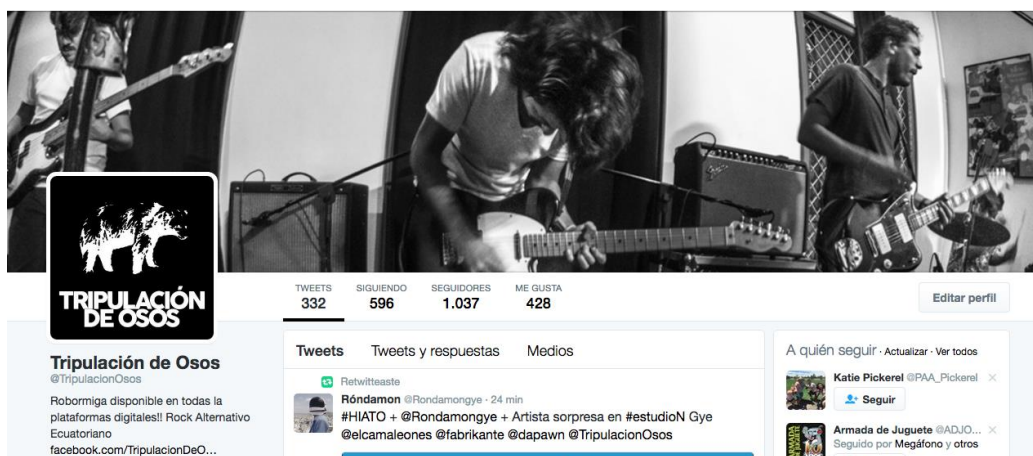 TRIPULACIÓN
DE OSOS
TWEETS
332
SIGUIENDO
596
SEGUIDORES
1.037
ME GUSTA
428
Editar perfil
Tripulación de Osos
@TripulacionOsos
Robormiga disponible en todas la
plataformas digitales!! Rock Alternativo
Ecuatoriano
facebook.com/TripulacionDeO...
Tweets Tweets y respuestas Medios
Retwitteaste
Róndamon @Rondamongye · 24 min
#HIATO + @Rondamongye + Artista sorpresa en #estudioN Gye
@elcamaleones @fabrikante @dapawn @TripulacionOsos
A quién seguir · Actualizar · Ver todos
Katie Pickerel @PAA_Pickerel
Seguir
Armada de Juguete @ADJO...
Seguido por Megáfono y otros
ARMADA